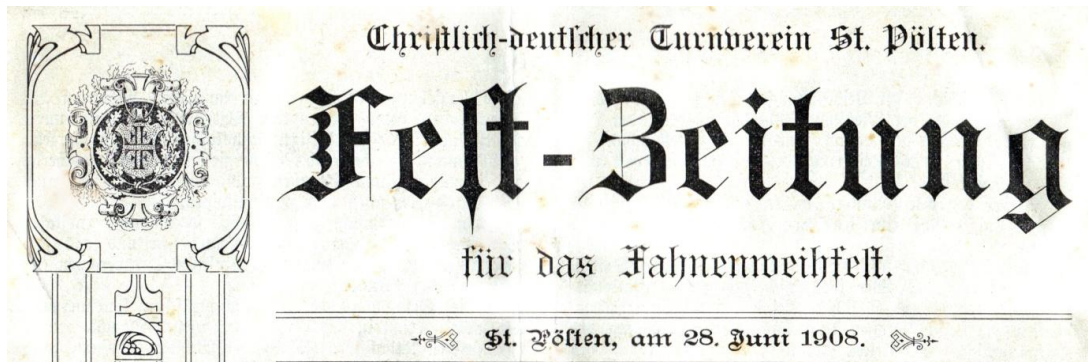 Christlich-deutscher Turnverein St. Pölten.
Fest-Zeitung
für das Fahnenweihfest.
St. Pölten, am 28. Juni 1908.